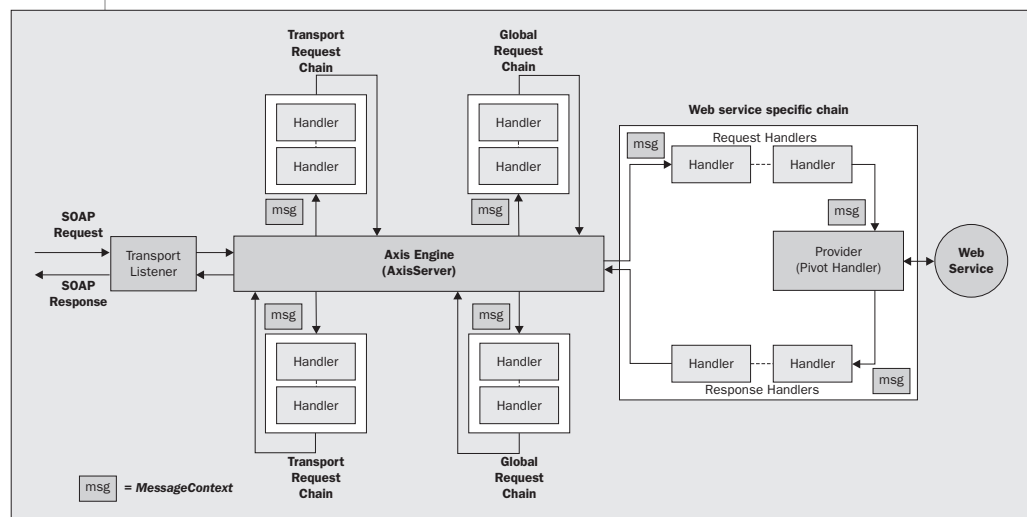 Transport
Request
Chain
Global
Request
Chain
Handler
Handler
msg
Handler
Handler
msg
Web service specific chain
Request Handlers
msg
Handler
Handler
msg
SOAP
Request
Transport
Listener
SOAP
Response
Axis Engine
(AxisServer)
Provider
(Pivot Handler)
Web
Service
msg
Handler
Handler
Transport
Request
Chain
msg
Handler
Handler
Global
Request
Chain
Handler
Handler
Response Handlers
msg
msg = MessageContext